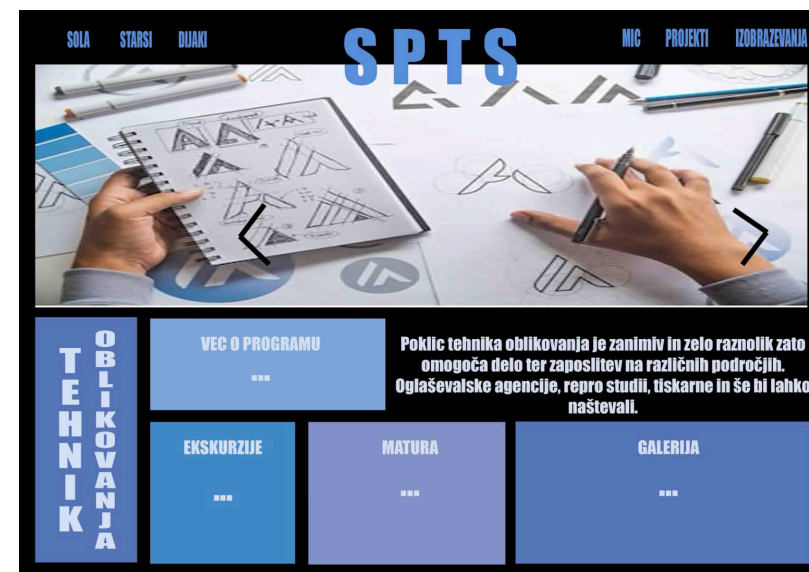 SOLA STARSI DIJAKI SPTS MIC PROJEKTI IZOBRAZEVANJA
TEHNIK
OBLIKOVANJA
VEC O PROGRAMU
...
Poklic tehnika oblikovanja je zanimiv in zelo raznolik zato
omogoča delo ter zaposlitev na različnih področjih.
Oglaševalske agencije, repro studii, tiskarne in še bi lahko
naštevali.
EKSKURZIJE
...
MATURA
...
GALERIJA
...